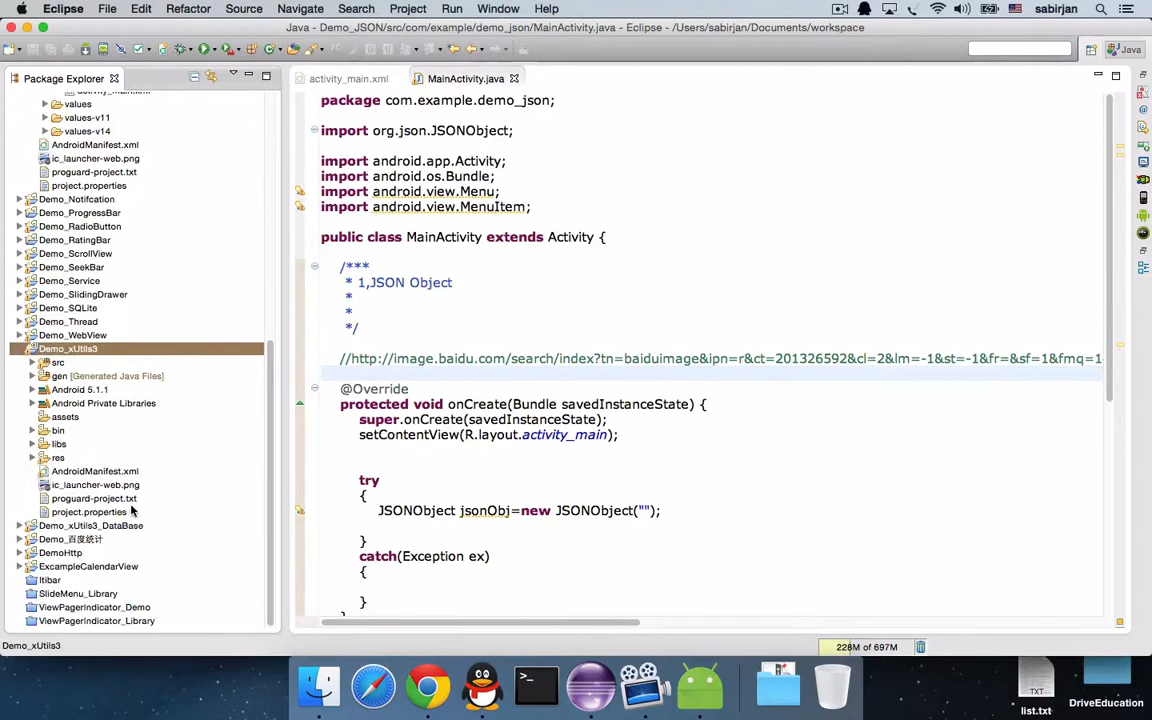 Eclipse File Edit Refactor Source Navigate Search Project Run Window Help sabirjan
Java - Demo_JSON/src/com/example/demo_json/MainActivity.java - Eclipse - /Users/sabirjan/Documents/workspace
Java
Package Explorer
activity_main.xml
values
values-v11
values-v14
AndroidManifest.xml
ic_launcher-web.png
proguard-project.txt
project.properties
Demo_Notifcation
Demo_ProgressBar
Demo_RadioButton
Demo_RatingBar
Demo_ScrollView
Demo_SeekBar
Demo_Service
Demo_SlidingDrawer
Demo_SQLite
Demo_Thread
Demo_WebView
Demo_xUtils3
src
gen [Generated Java Files]
Android 5.1.1
Android Private Libraries
assets
bin
libs
res
AndroidManifest.xml
ic_launcher-web.png
proguard-project.txt
project.properties
Demo_xUtils3_DataBase
Demo_百度统计
DemoHttp
ExcampleCalendarView
Itibar
SlideMenu_Library
ViewPagerIndicator_Demo
ViewPagerIndicator_Library
activity_main.xml MainActivity.java
package com.example.demo_json;
import org.json.JSONObject;
import android.app.Activity;
import android.os.Bundle;
import android.view.Menu;
import android.view.MenuItem;
public class MainActivity extends Activity {
/***
* 1,JSON Object
*
*
*/
//http://image.baidu.com/search/index?tn=baiduimage&ipn=r&ct=201326592&cl=2&lm=-1&st=-1&fr=&sf=1&fmq=1
@Override
protected void onCreate(Bundle savedInstanceState) {
super.onCreate(savedInstanceState);
setContentView(R.layout.activity_main);
try
{
JSONObject jsonObj=new JSONObject("");
}
catch(Exception ex)
{
}
Demo_xUtils3
228M of 697M
TXT
list.txt
DriveEducation